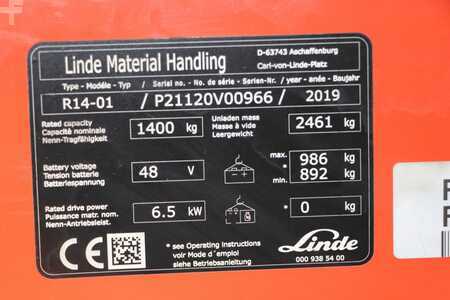 Linde Material Handling
D-63743 Aschaffenburg
Carl-von-Linde-Platz
Type - Modéle - Typ / Serial no. - No de série - Serien-Nr. / year - anée - Baujahr
R14-01 / P21120V00966 / 2019
Rated capacity
Capacité nominale
Nenn-Tragfähigkeit
1400 kg
Unladen mass
Masse à vide
Leergewicht
2461 kg
Battery voltage
Tension batterie
Batteriespannung
48 V
max. 986 kg
*
min. 892 kg
Rated drive power
Puissance matr. nom.
Nenn-Antriebsleist.
6.5 kW
* 0 kg
CE
* see Operating Instructions
voir Mode d´emploi
siehe Betriebsanleitung
Linde
000 938 54 00